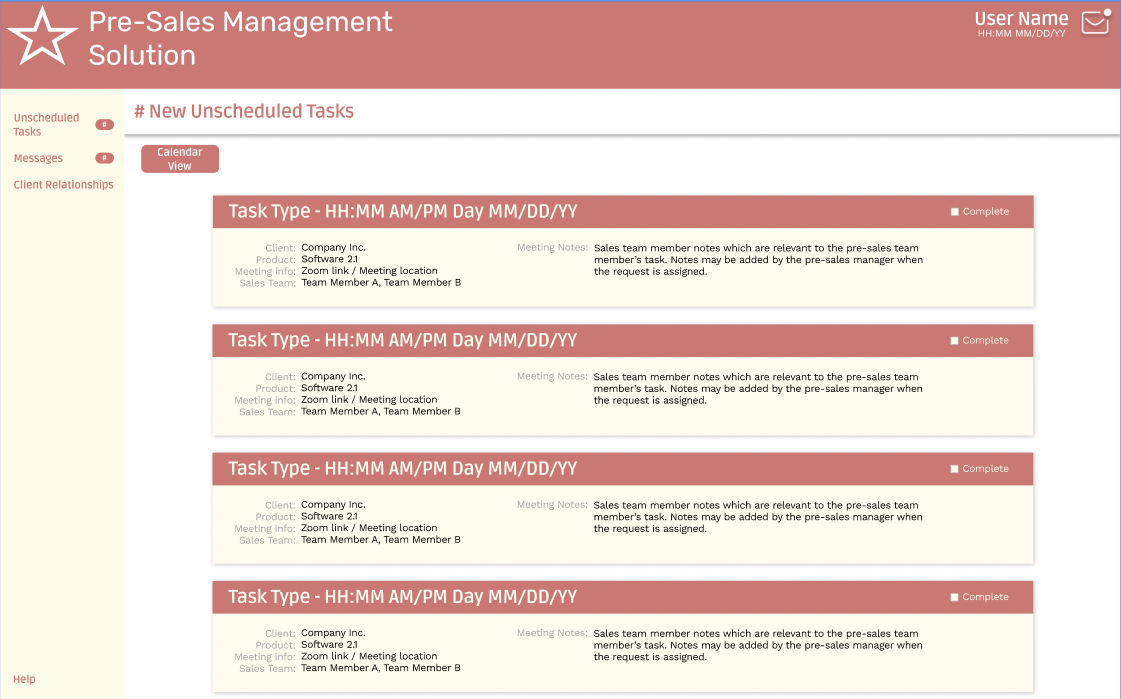 Pre-Sales Management
Solution
User Name
HH:MM MM/DD/YY
Unscheduled
Tasks
#
Messages
#
Client Relationships
Help
# New Unscheduled Tasks
Calendar
View
Task Type - HH:MM AM/PM Day MM/DD/YY
Complete
Client: Company Inc.
Product: Software 2.1
Meeting info: Zoom link / Meeting location
Sales Team: Team Member A, Team Member B
Meeting Notes: Sales team member notes which are relevant to the pre-sales team
member's task. Notes may be added by the pre-sales manager when
the request is assigned.
Task Type - HH:MM AM/PM Day MM/DD/YY
Complete
Client: Company Inc.
Product: Software 2.1
Meeting info: Zoom link / Meeting location
Sales Team: Team Member A, Team Member B
Meeting Notes: Sales team member notes which are relevant to the pre-sales team
member's task. Notes may be added by the pre-sales manager when
the request is assigned.
Task Type - HH:MM AM/PM Day MM/DD/YY
Complete
Client: Company Inc.
Product: Software 2.1
Meeting info: Zoom link / Meeting location
Sales Team: Team Member A, Team Member B
Meeting Notes: Sales team member notes which are relevant to the pre-sales team
member's task. Notes may be added by the pre-sales manager when
the request is assigned.
Task Type - HH:MM AM/PM Day MM/DD/YY
Complete
Client: Company Inc.
Product: Software 2.1
Meeting info: Zoom link / Meeting location
Sales Team: Team Member A, Team Member B
Meeting Notes: Sales team member notes which are relevant to the pre-sales team
member's task. Notes may be added by the pre-sales manager when
the request is assigned.